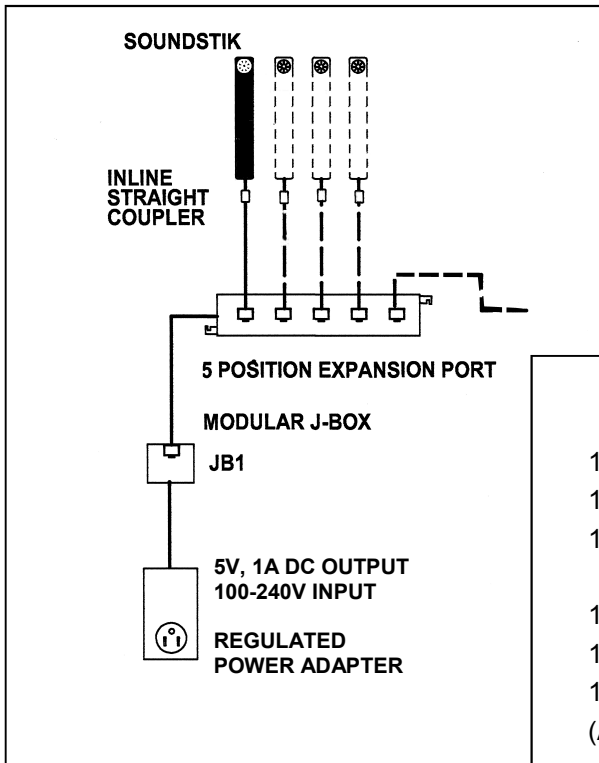 SOUNDSTIK
INLINE
STRAIGHT
COUPLER
5 POSITION EXPANSION PORT
MODULAR J-BOX
JB1
5V, 1A DC OUTPUT
100-240V INPUT
REGULATED
POWER ADAPTER
1
1
1
1
1
1
(